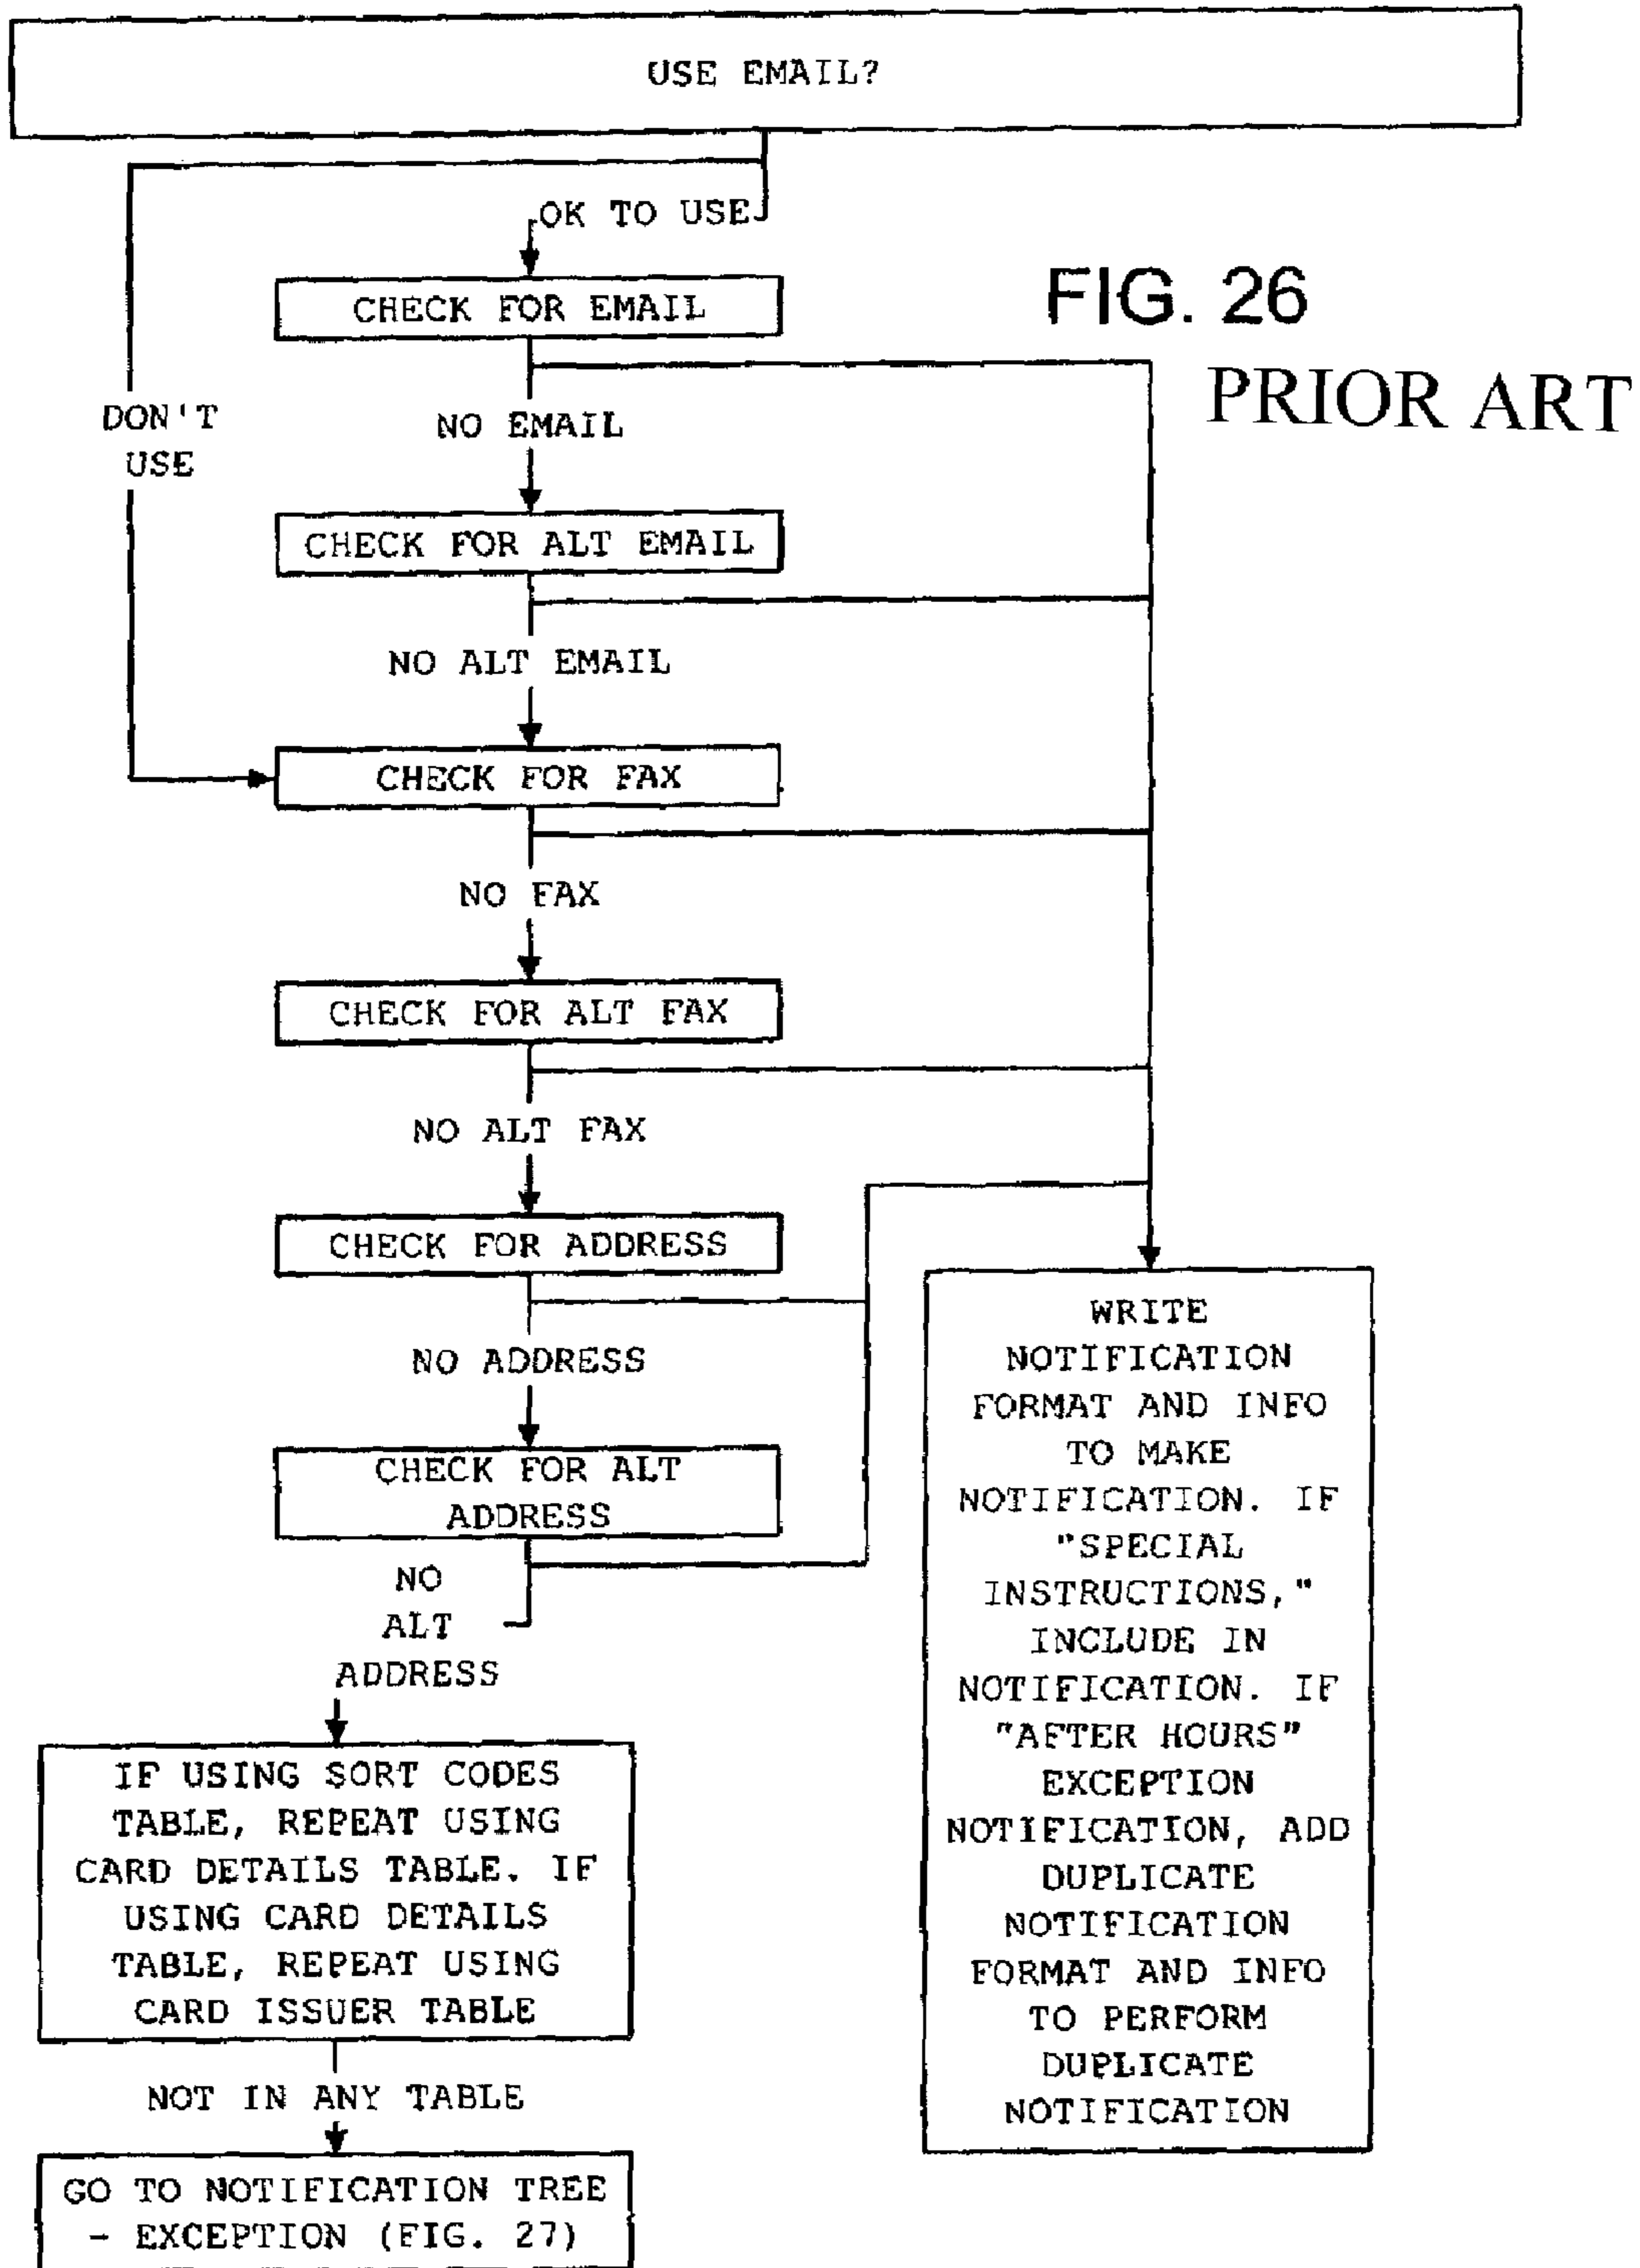 USE EMAIL?
OK TO USE
CHECK FOR EMAIL
FIG. 26
PRIOR ART
DON'T
USE
NO EMAIL
CHECK FOR ALT EMAIL
NO ALT EMAIL
CHECK FOR FAX
NO FAX
CHECK FOR ALT FAX
NO ALT FAX
CHECK FOR ADDRESS
NO ADDRESS
CHECK FOR ALT
ADDRESS
NO
ALT
ADDRESS
IF USING SORT CODES
TABLE, REPEAT USING
CARD DETAILS TABLE. IF
USING CARD DETAILS
TABLE, REPEAT USING
CARD ISSUER TABLE
NOT IN ANY TABLE
GO TO NOTIFICATION TREE
- EXCEPTION (FIG. 27)
WRITE
NOTIFICATION
FORMAT AND INFO
TO MAKE
NOTIFICATION. IF
"SPECIAL
INSTRUCTIONS,"
INCLUDE IN
NOTIFICATION. IF
"AFTER HOURS"
EXCEPTION
NOTIFICATION, ADD
DUPLICATE
NOTIFICATION
FORMAT AND INFO
TO PERFORM
DUPLICATE
NOTIFICATION